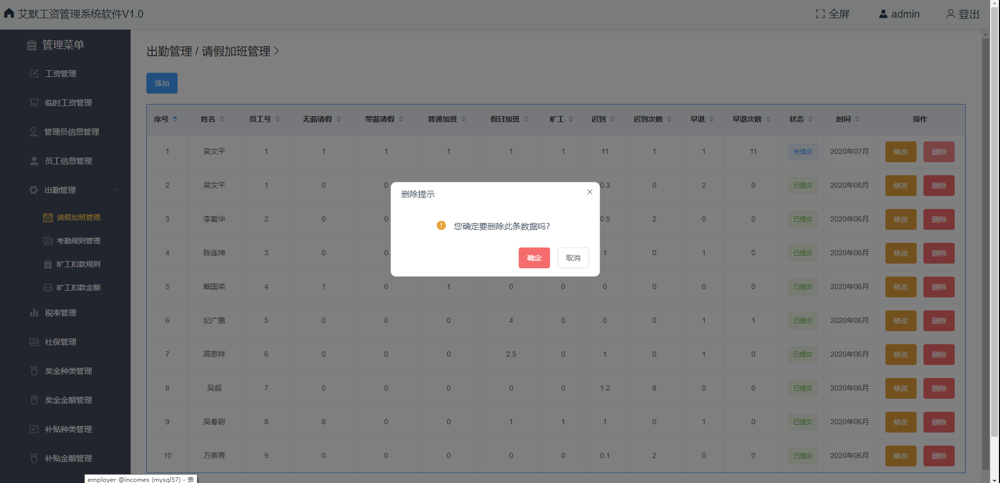 艾默工资管理系统软件V1.0
全屏 admin 登出
管理菜单
工资管理
临时工资管理
管理员信息管理
员工信息管理
出勤管理
请假加班管理
考勤规则管理
旷工扣款规则
旷工扣款金额
税率管理
社保管理
奖金种类管理
奖金金额管理
补贴种类管理
补贴金额管理
出勤管理 / 请假加班管理
添加
序号 姓名 员工号 无薪请假 带薪请假 普通加班 假日加班 旷工 迟到 迟到次数 早退 早退次数 状态 时间 操作
1 吴文平 1 1 1 1 1 1 11 1 1 11 未提交 2020年07月 修改 删除
2 吴文平 1 0 0 0.3 0 2 0 已提交 2020年06月 修改 删除
3 李爱华 2 0 0 0.5 2 0 0 已提交 2020年06月 修改 删除
4 陈连坤 3 0 0 1 0 1 0 已提交 2020年06月 修改 删除
5 戴国荣 4 1 0 1 0 0 0 0 0 0 已提交 2020年06月 修改 删除
6 纪广鹏 5 0 0 0 4 0 0 0 1 1 已提交 2020年06月 修改 删除
7 高恩祥 6 0 0 0 2.5 0 1 0 1 0 已提交 2020年06月 修改 删除
8 吴超 7 0 0 0 0 0 1.2 8 0 0 已提交 2020年06月 修改 删除
9 吴春尉 8 8 0 0 1 1 1 0 1 0 已提交 2020年06月 修改 删除
10 万燕青 9 0 0 0 0 0 0.1 2 0 0 已提交 2020年06月 修改 删除
删除提示
您确定要删除此条数据吗?
确定 取消
employer @incomes (mysql57) - 表